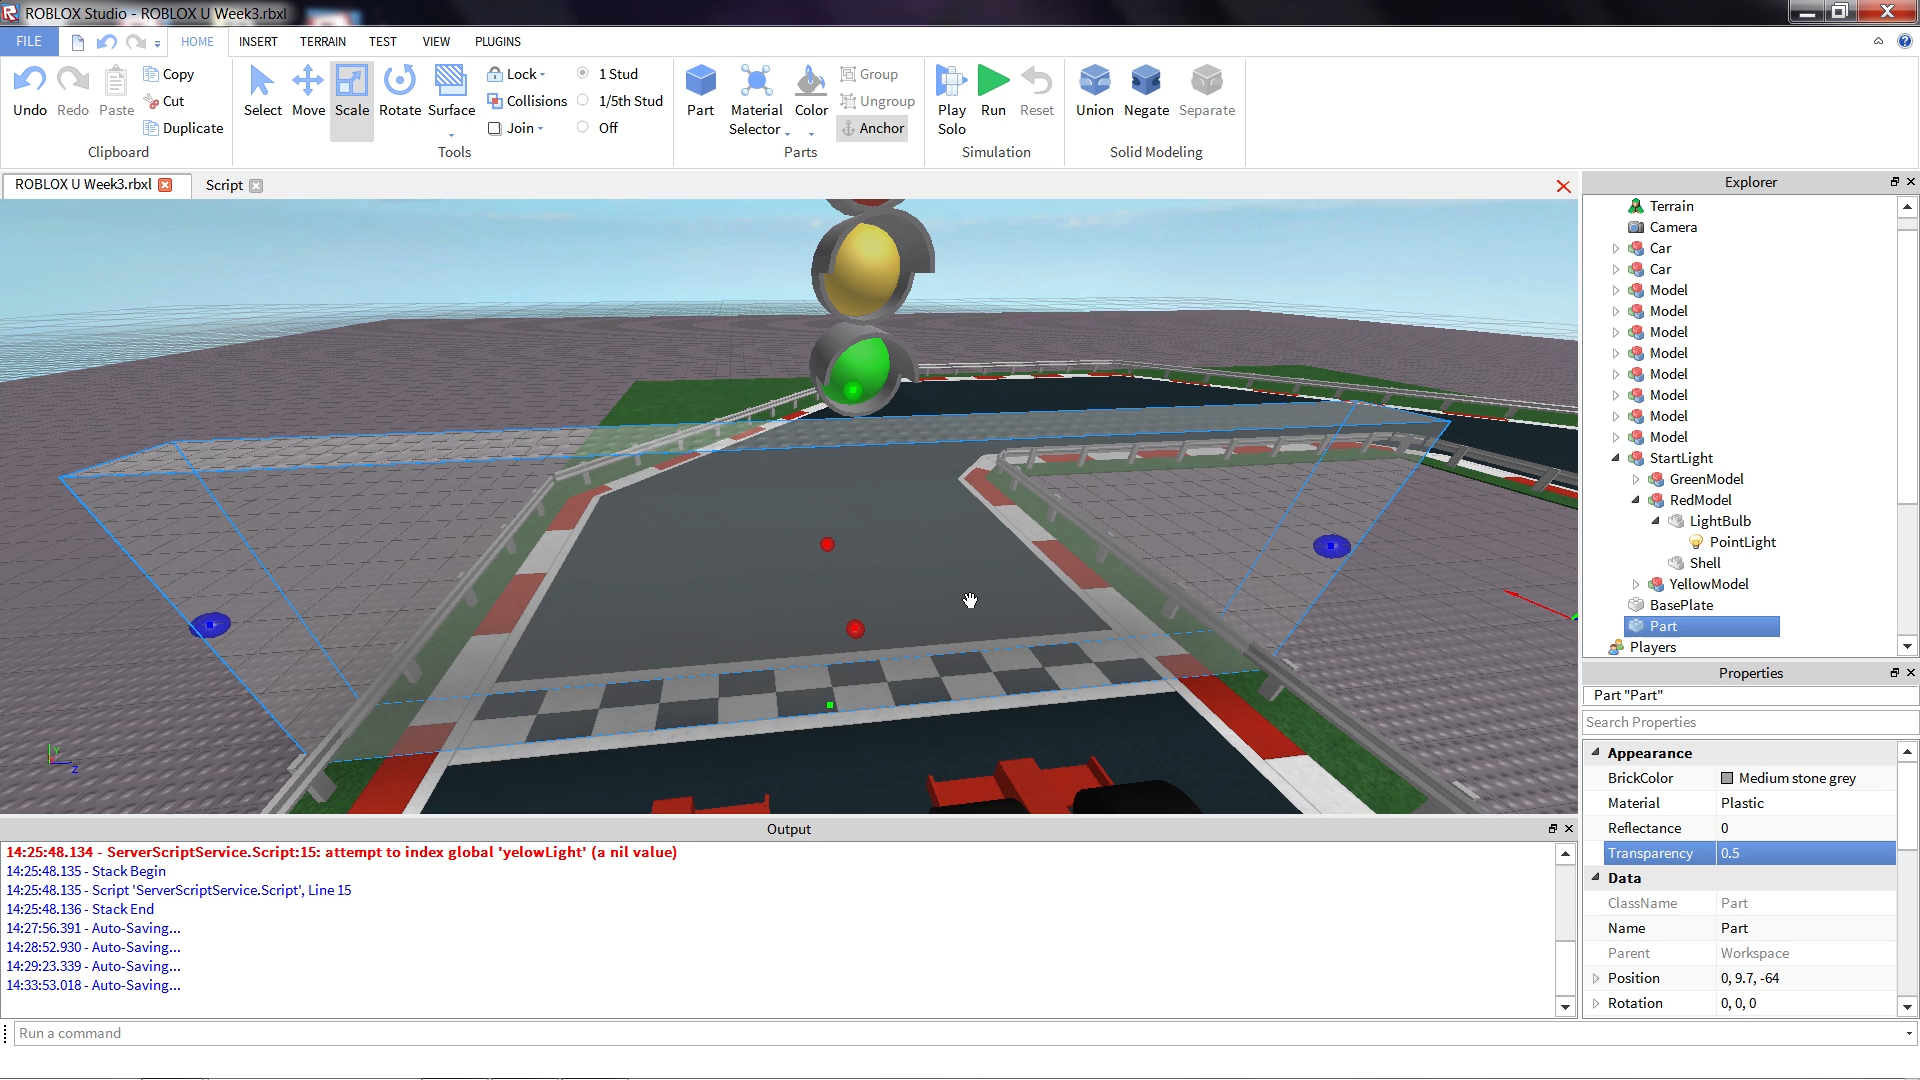 ROBLOX Studio - ROBLOX U Week3.rbxl
FILE HOME INSERT TERRAIN TEST VIEW PLUGINS
Undo Redo Paste Copy Cut Duplicate
Clipboard
Select Move Scale Rotate Surface Lock Collisions Join 1 Stud 1/5th Stud Off
Tools
Part Material Selector Color Group Ungroup Anchor
Parts
Play Solo Run Reset
Simulation
Union Negate Separate
Solid Modeling
ROBLOX U Week3.rbxl Script
Y
Z
Explorer
Terrain
Camera
Car
Car
Model
Model
Model
Model
Model
Model
Model
Model
StartLight
GreenModel
RedModel
LightBulb
PointLight
Shell
YellowModel
BasePlate
Part
Players
Properties
Part "Part"
Search Properties
Appearance
BrickColor Medium stone grey
Material Plastic
Reflectance 0
Transparency 0.5
Data
ClassName Part
Name Part
Parent Workspace
Position 0, 9.7, -64
Rotation 0, 0, 0
Output
14:25:48.134 - ServerScriptService.Script:15: attempt to index global 'yelowLight' (a nil value)
14:25:48.135 - Stack Begin
14:25:48.135 - Script 'ServerScriptService.Script', Line 15
14:25:48.136 - Stack End
14:27:56.391 - Auto-Saving...
14:28:52.930 - Auto-Saving...
14:29:23.339 - Auto-Saving...
14:33:53.018 - Auto-Saving...
Run a command